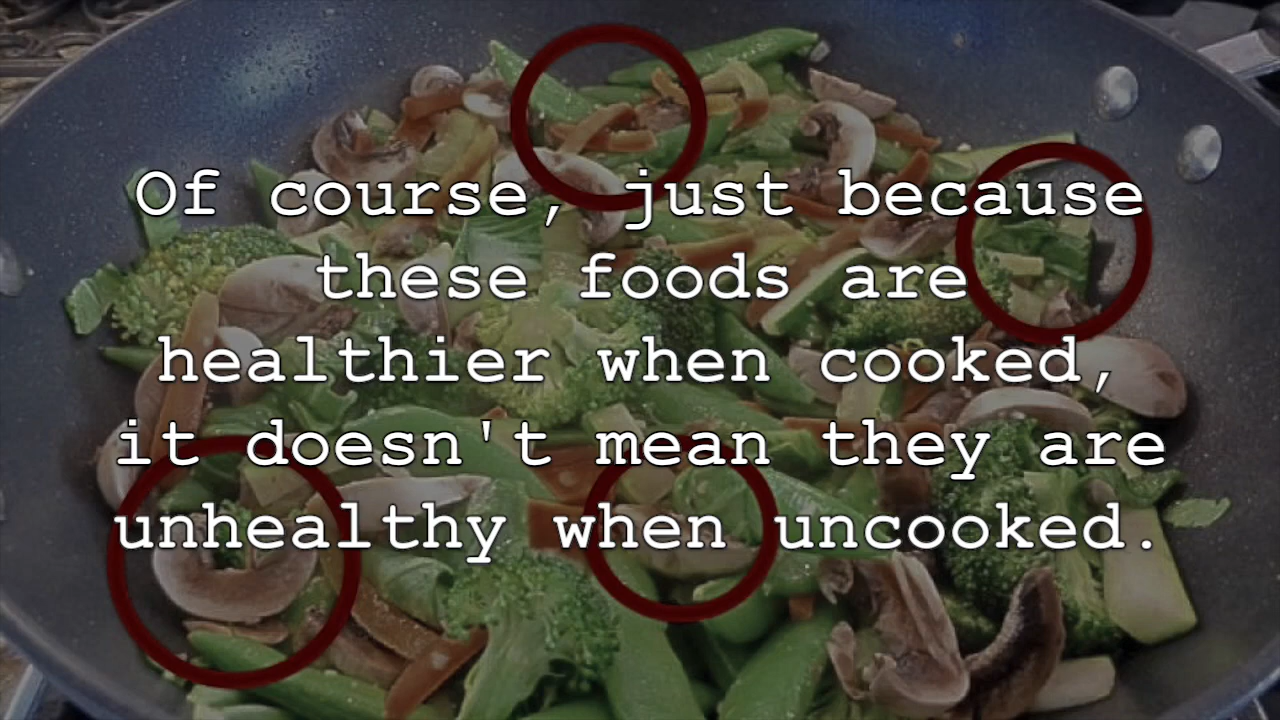 Of course, just because
these foods are
healthier when cooked,
it doesn't mean they are
unhealthy when uncooked.